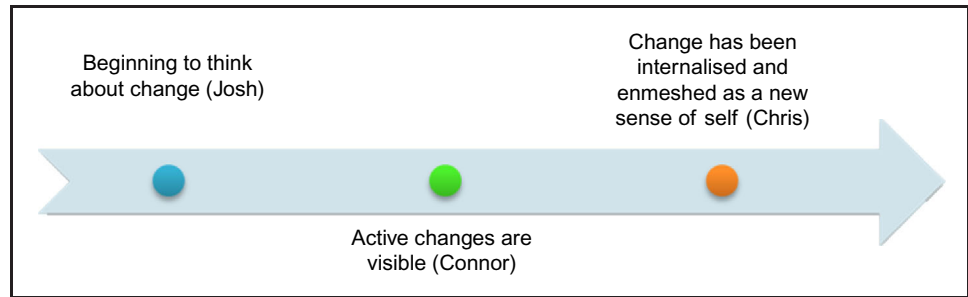 Beginning to think
about change (Josh)
Active changes are
visible (Connor)
Change has been
internalised and
enmeshed as a new
sense of self (Chris)